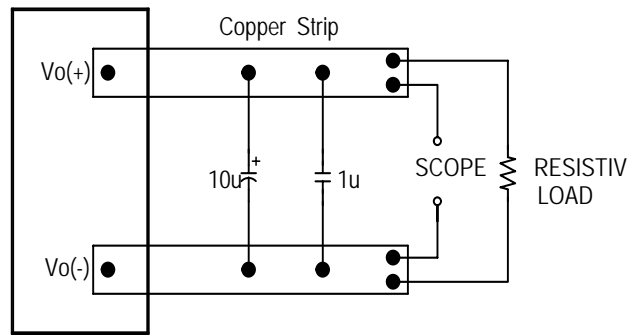 Copper Strip
Vo(+)
+
10u
1u
SCOPE
RESISTIV
LOAD
Vo(-)